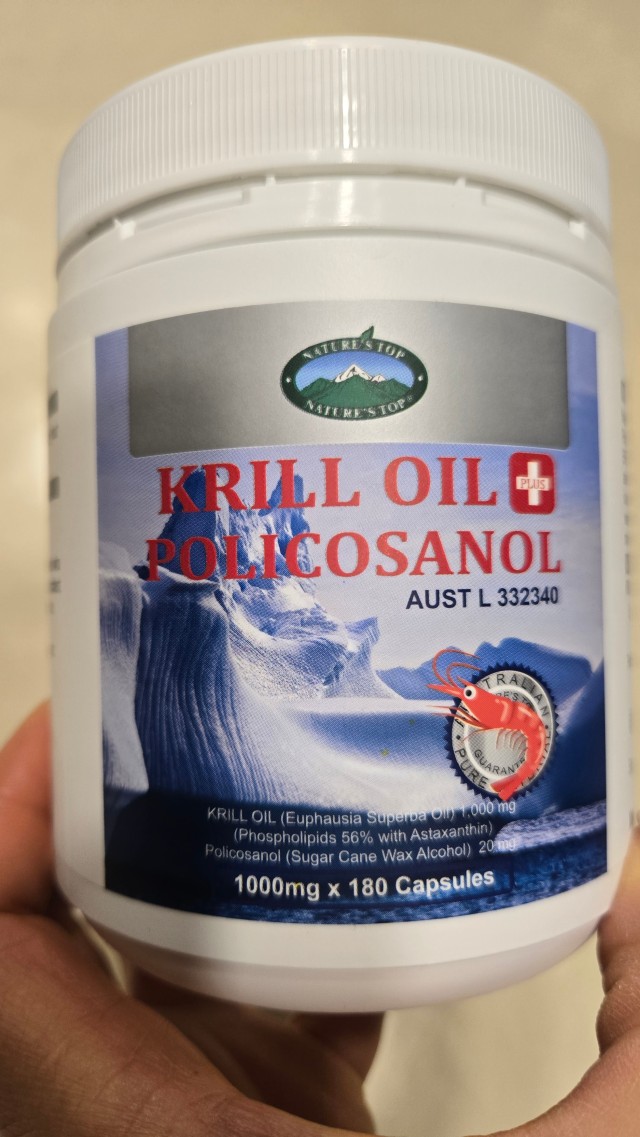 NATURE'S TOP
NATURE'S TOP®
KRILL OIL PLUS
POLICOSANOL
AUST L 332340
PURE
KRILL OIL (Euphausia Superba Oil) 1,000 mg
(Phospholipids 56% with Astaxanthin)
Policosanol (Sugar Cane Wax Alcohol) 20 mg
1000mg x 180 Capsules